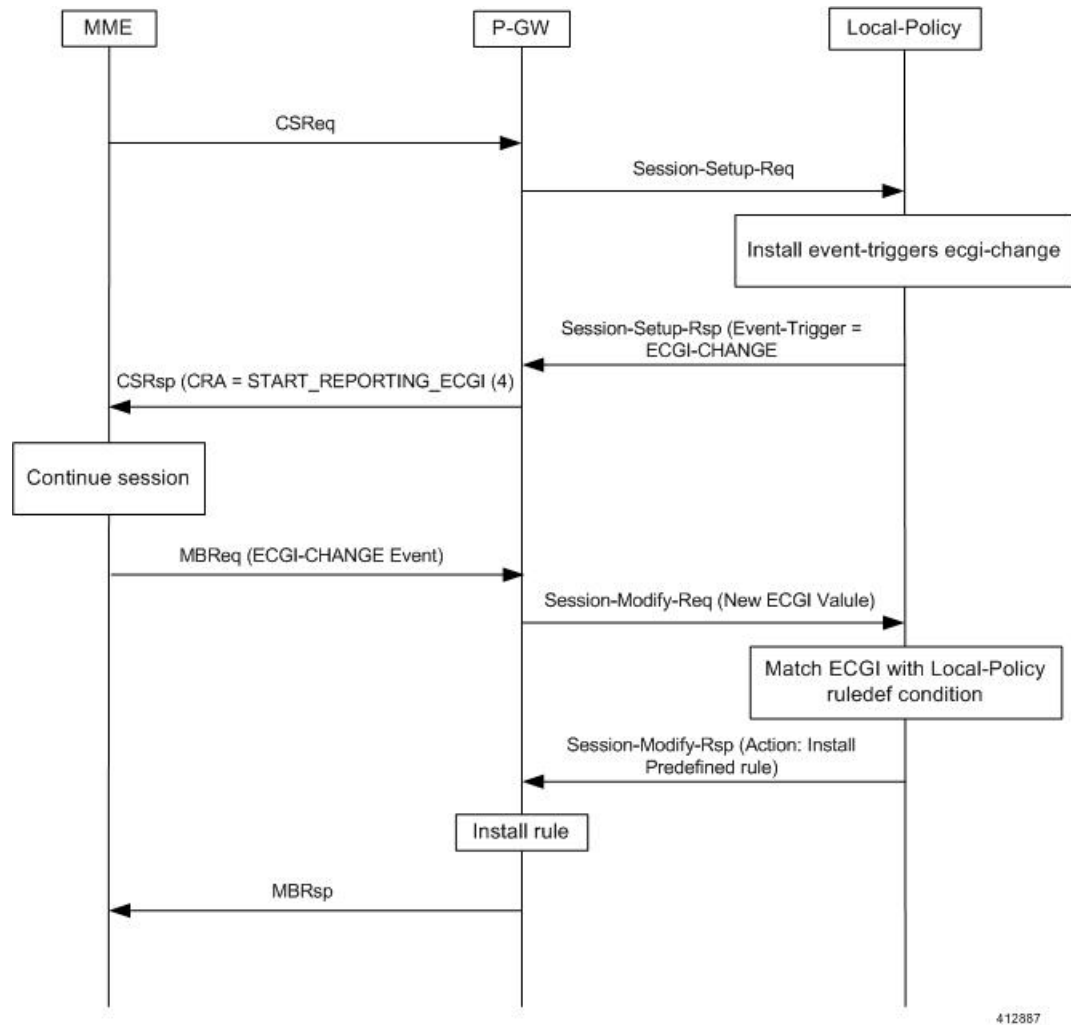 MME
P-GW
Local-Policy
CSReq
Session-Setup-Req
Install event-triggers ecgi-change
Session-Setup-Rsp (Event-Trigger =
ECGI-CHANGE
CSRsp (CRA = START_REPORTING_ECGI (4)
Continue session
MBReq (ECGI-CHANGE Event)
Session-Modify-Req (New ECGI Valule)
Match ECGI with Local-Policy
ruledef condition
Session-Modify-Rsp (Action: Install
Predefined rule)
Install rule
MBRsp
412887